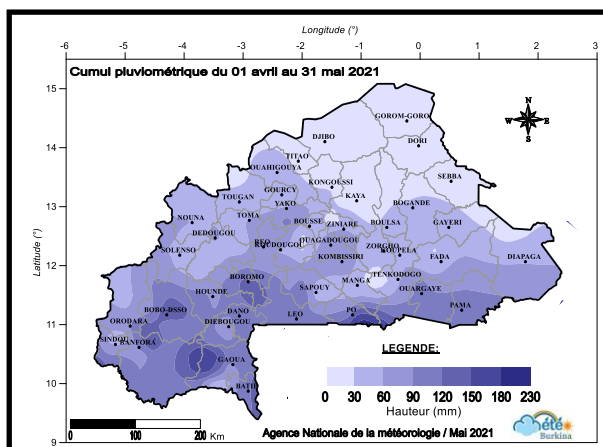 Longitude (°)
-6 -5 -4 -3 -2 -1 0 1 2 3
Cumul pluviométrique du 01 avril au 31 mai 2021
15
14
13
12
11
10
9
Latitude (°)
N
W E
S
GOROM-GORO
DJIBO
DORI
TITAO
OUAHIGOUYA
KONGOUSSI
SEBBA
GOURCY
KAYA
TOUGAN
YAKO
BOGANDE
NOUNA
TOMA
BOUSSE
ZINIARE
BOULSA
GAYERI
DEDOUGOU
REO
KOUDOUGOU
OUAGADOUGOU
ZORGHO
KOUPELA
SOLENSO
KOMBISSIRI
FADA
DIAPAGA
BOROMO
TENKODOGO
MANGA
HOUNDE
SAPOUY
OUARGAYE
PAMA
BOBO-DSSO
DANO
LEO
PO
ORODARA
DIEBOUGOU
SINDOU
BANFORA
GAOUA
BATIE
LEGENDE:
0 30 60 90 120 180 230
Hauteur (mm)
0 100 200 Km
Agence Nationale de la météorologie / Mai 2021
météo
Burkina